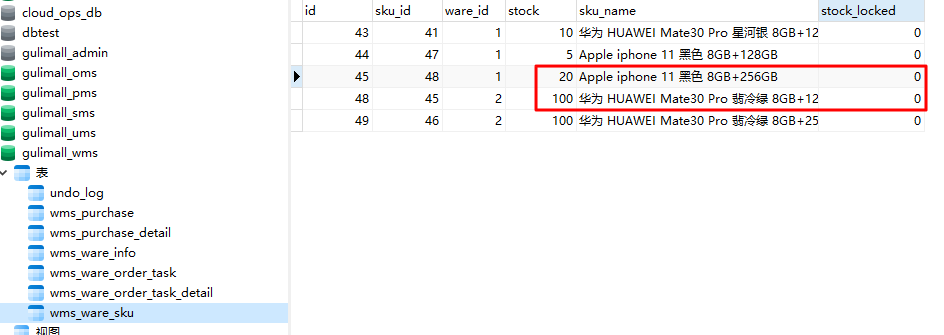 cloud_ops_db
dbtest
gulimall_admin
gulimall_oms
gulimall_pms
gulimall_sms
gulimall_ums
gulimall_wms
表
undo_log
wms_purchase
wms_purchase_detail
wms_ware_info
wms_ware_order_task
wms_ware_order_task_detail
wms_ware_sku
视图
id sku_id ware_id stock sku_name stock_locked
43 41 1 10 华为 HUAWEI Mate30 Pro 星河银 8GB+12 0
44 47 1 5 Apple iphone 11 黑色 8GB+128GB 0
45 48 1 20 Apple iphone 11 黑色 8GB+256GB 0
48 45 2 100 华为 HUAWEI Mate30 Pro 翡冷绿 8GB+12 0
49 46 2 100 华为 HUAWEI Mate30 Pro 翡冷绿 8GB+25 0